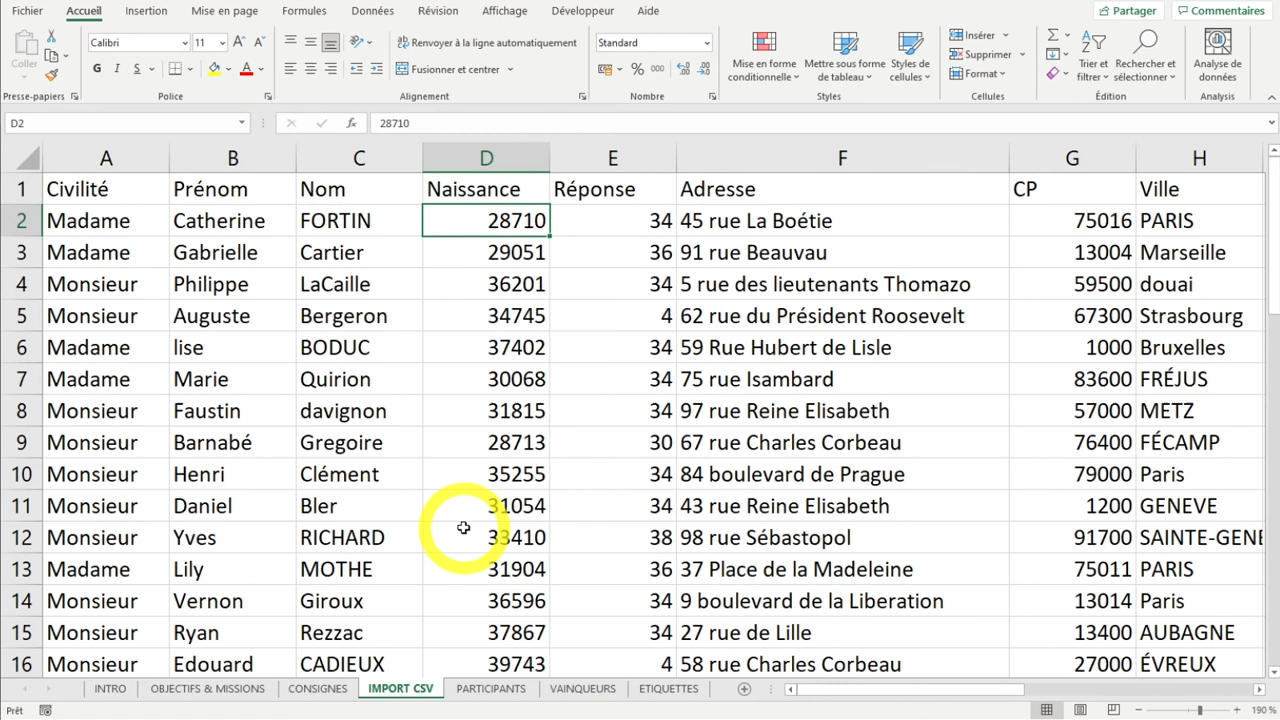 Fichier Accueil Insertion Mise en page Formules Données Révision Affichage Développeur Aide Partager Commentaires
Coller
Calibri 11
G I S
Renvoyer à la ligne automatiquement
Fusionner et centrer
Standard
% 000
Mise en forme conditionnelle
Mettre sous forme de tableau
Styles de cellules
Insérer
Supprimer
Format
Trier et filtrer
Rechercher et sélectionner
Analyse de données
Presse-papiers Police Alignement Nombre Styles Cellules Édition Analysis
D2 fx 28710
A B C D E F G H
1 Civilité Prénom Nom Naissance Réponse Adresse CP Ville
2 Madame Catherine FORTIN 28710 34 45 rue La Boétie 75016 PARIS
3 Madame Gabrielle Cartier 29051 36 91 rue Beauvau 13004 Marseille
4 Monsieur Philippe LaCaille 36201 34 5 rue des lieutenants Thomazo 59500 douai
5 Monsieur Auguste Bergeron 34745 4 62 rue du Président Roosevelt 67300 Strasbourg
6 Madame lise BODUC 37402 34 59 Rue Hubert de Lisle 1000 Bruxelles
7 Madame Marie Quirion 30068 34 75 rue Isambard 83600 FRÉJUS
8 Monsieur Faustin davignon 31815 34 97 rue Reine Elisabeth 57000 METZ
9 Monsieur Barnabé Gregoire 28713 30 67 rue Charles Corbeau 76400 FÉCAMP
10 Monsieur Henri Clément 35255 34 84 boulevard de Prague 79000 Paris
11 Monsieur Daniel Bler 31054 34 43 rue Reine Elisabeth 1200 GENEVE
12 Monsieur Yves RICHARD 33410 38 98 rue Sébastopol 91700 SAINTE-GENE
13 Madame Lily MOTHE 31904 36 37 Place de la Madeleine 75011 PARIS
14 Monsieur Vernon Giroux 36596 34 9 boulevard de la Liberation 13014 Paris
15 Monsieur Ryan Rezzac 37867 34 27 rue de Lille 13400 AUBAGNE
16 Monsieur Edouard CADIEUX 39743 4 58 rue Charles Corbeau 27000 ÉVREUX
INTRO OBJECTIFS & MISSIONS CONSIGNES IMPORT CSV PARTICIPANTS VAINQUEURS ETIQUETTES
Prêt 190 %